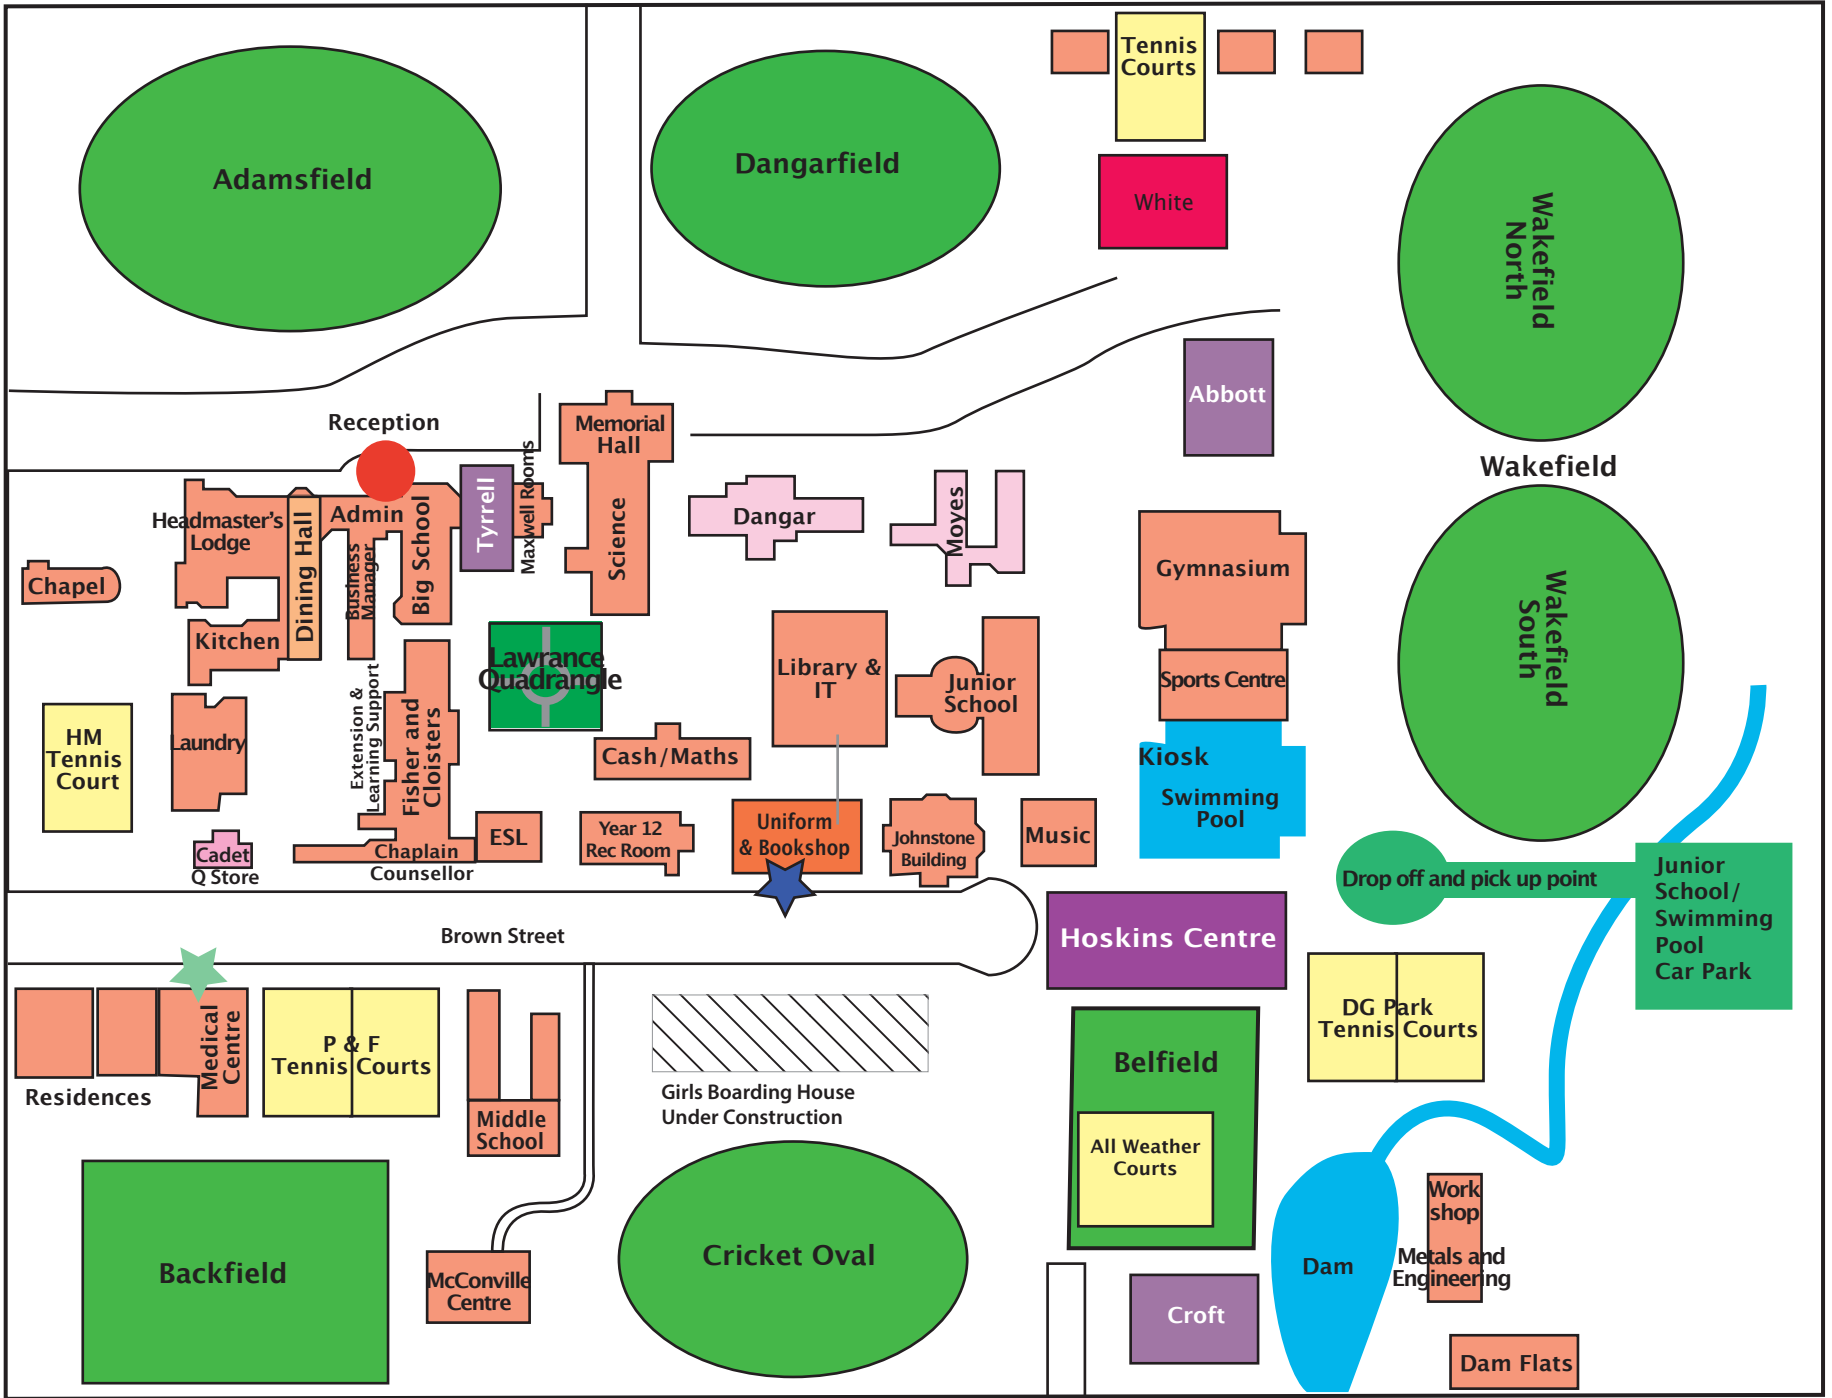 Tennis
Courts
Adamsfield
Dangarfield
White
Wakefield
North
Abbott
Reception
Memorial
Hall
Wakefield
Headmaster's
Lodge
Dining Hall
Admin
Business
Manager
Big School
Tyrrell
Maxwell Rooms
Science
Dangar
Moyes
Gymnasium
Wakefield
South
Chapel
Kitchen
Lawrance
Quadrangle
Library &
IT
Junior
School
Sports Centre
HM
Tennis
Court
Laundry
Extension &
Learning Support
Fisher and
Cloisters
Cash/Maths
Kiosk
Swimming
Pool
Cadet
Q Store
Chaplain
Counsellor
ESL
Year 12
Rec Room
Uniform
& Bookshop
Johnstone
Building
Music
Drop off and pick up point
Junior
School/
Swimming
Pool
Car Park
Brown Street
Hoskins Centre
Residences
Medical
Centre
P & F
Tennis Courts
Middle
School
Girls Boarding House
Under Construction
Belfield
All Weather
Courts
DG Park
Tennis Courts
Backfield
McConville
Centre
Cricket Oval
Croft
Dam
Work
shop
Metals and
Engineering
Dam Flats